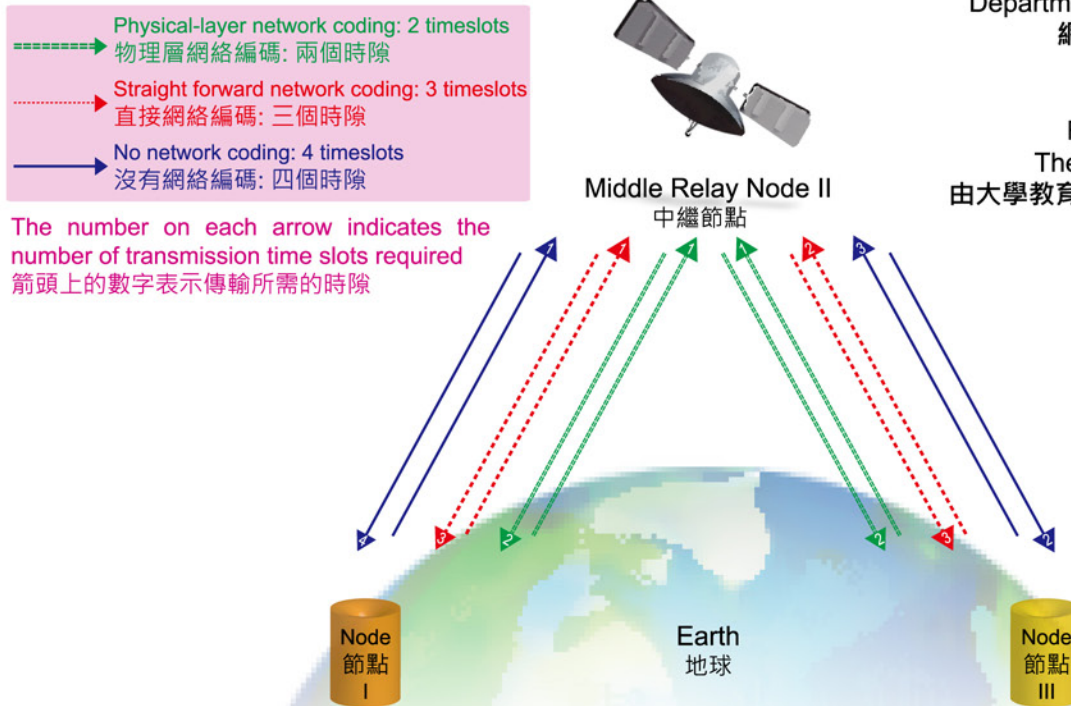 Physical-layer network coding: 2 timeslots
物理層網絡編碼: 兩個時隙
Straight forward network coding: 3 timeslots
直接網絡編碼: 三個時隙
No network coding: 4 timeslots
沒有網絡編碼: 四個時隙
The number on each arrow indicates the
number of transmission time slots required
箭頭上的數字表示傳輸所需的時隙
The
由大學教育
Middle Relay Node II
中繼節点
1 1 1 1 2 3
4 3 2 2 3 2
Node
節點
I
Earth
地球
Node
節點
III